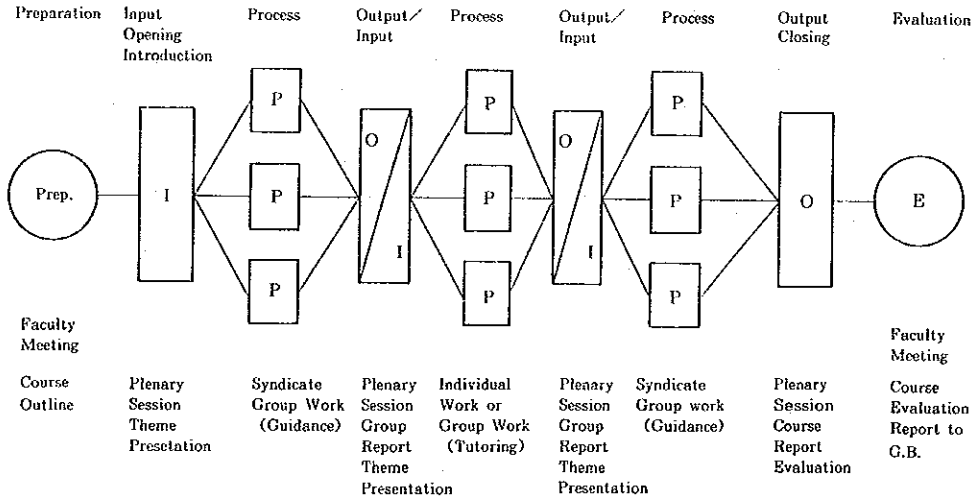 Preparation
Input
Opening
Introduction
Process
Output/
Input
Process
Output/
Input
Process
Output
Closing
Evaluation
Prep.
I
P
P
P
O
I
P
P
P
O
I
P
P
P
O
E
Faculty
Meeting
Course
Outline
Plenary
Session
Theme
Presctation
Syndicate
Group Work
(Guidance)
Plenary
Session
Group
Report
Theme
Presentation
Individual
Work or
Group Work
(Tutoring)
Plenary
Session
Group
Report
Theme
Presentation
Syndicate
Group work
(Guidance)
Plenary
Session
Course
Report
Evaluation
Faculty
Meeting
Course
Evaluation
Report to
G.B.